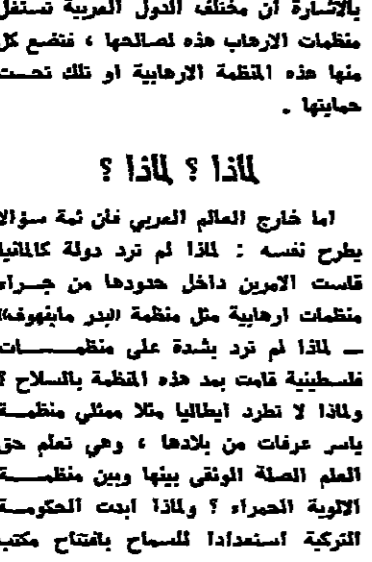 بالاشارة أن مختلف الدول العربية تستغل
منظمات الارهاب هذه لصالحها ، فتضع كل
منها هذه المنظمة الارهابية او تلك تحت
حمايتها .
لماذا ؟ لماذا ؟
اما خارج العالم العربي فان ثمة سؤالا
يطرح نفسه : لماذا لم ترد دولة كالمانيا
قاست الامرين داخل حدودها من جراء
منظمات ارهابية مثل منظمة «بدر ماينهوف»
— لماذا لم ترد بشدة على منظمات
فلسطينية قامت بمد هذه المنظمة بالسلاح ؟
ولماذا لا تطرد ايطاليا مثلا ممثلي منظمة
ياسر عرفات من بلادها ، وهي تعلم حق
العلم الصلة الوثقى بينها وبين منظمة
الالوية الحمراء ؟ ولماذا ابدت الحكومة
التركية استعدادا للسماح بافتتاح مكتب